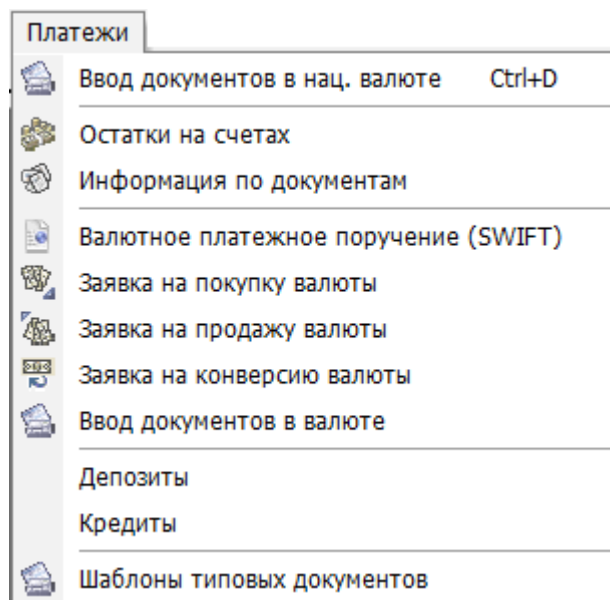 Платежи
Ввод документов в нац. валюте Ctrl+D
Остатки на счетах
Информация по документам
Валютное платежное поручение (SWIFT)
Заявка на покупку валюты
Заявка на продажу валюты
Заявка на конверсию валюты
Ввод документов в валюте
Депозиты
Кредиты
Шаблоны типовых документов